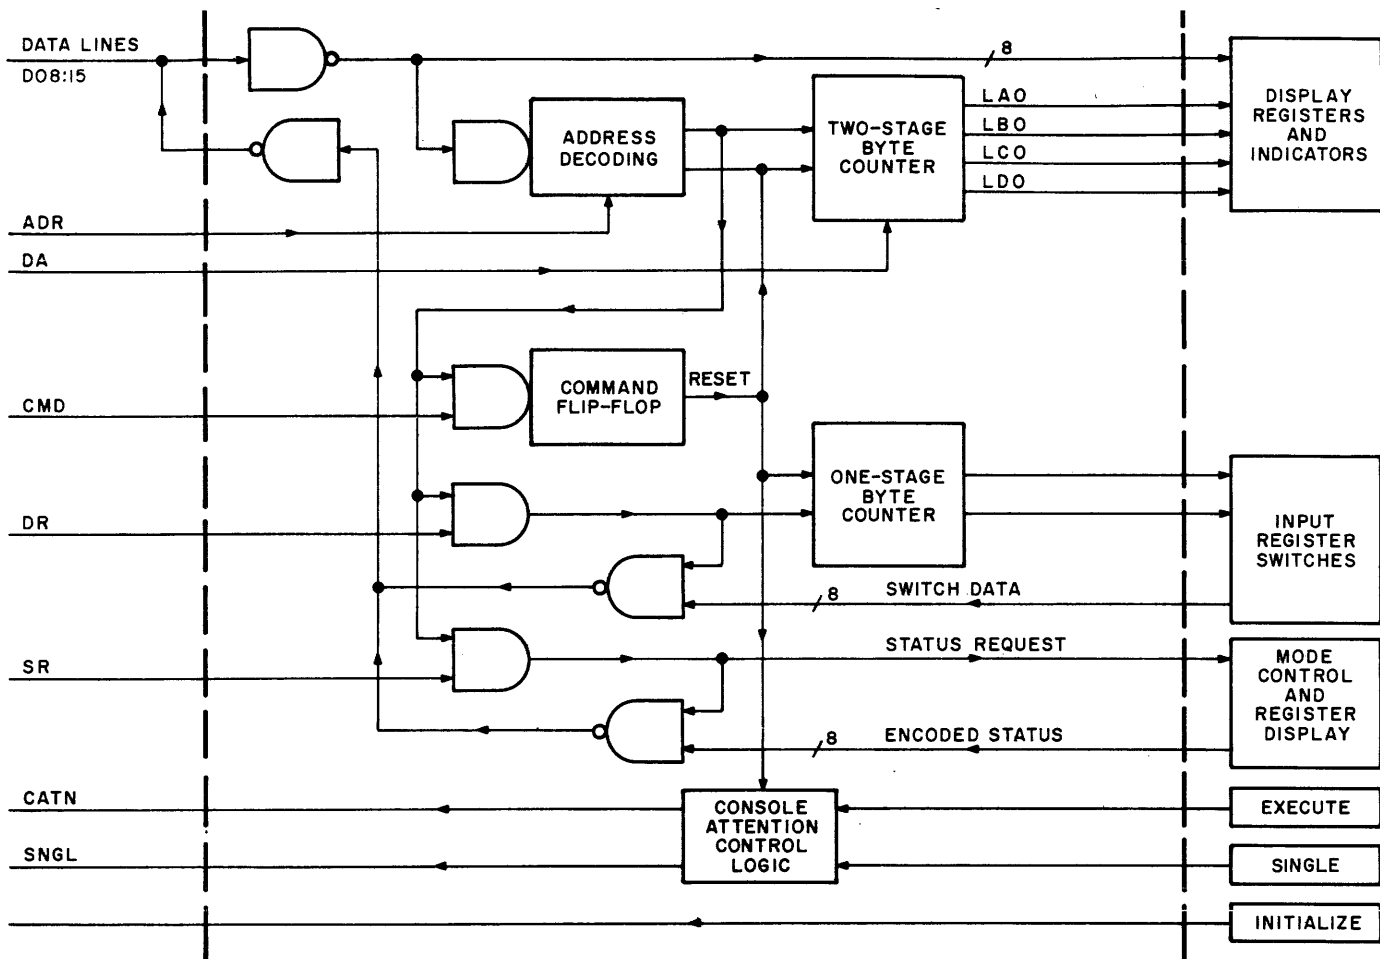 DATA LINES
DO8:15
8
DISPLAY
REGISTERS
AND
INDICATORS
ADDRESS
DECODING
TWO-STAGE
BYTE
COUNTER
LAO
LBO
LCO
LDO
ADR
DA
CMD
COMMAND
FLIP-FLOP
RESET
ONE-STAGE
BYTE
COUNTER
DR
INPUT
REGISTER
SWITCHES
8
SWITCH DATA
SR
STATUS REQUEST
MODE
CONTROL
AND
REGISTER
DISPLAY
8
ENCODED STATUS
CATN
CONSOLE
ATTENTION
CONTROL
LOGIC
EXECUTE
SNGL
SINGLE
INITIALIZE